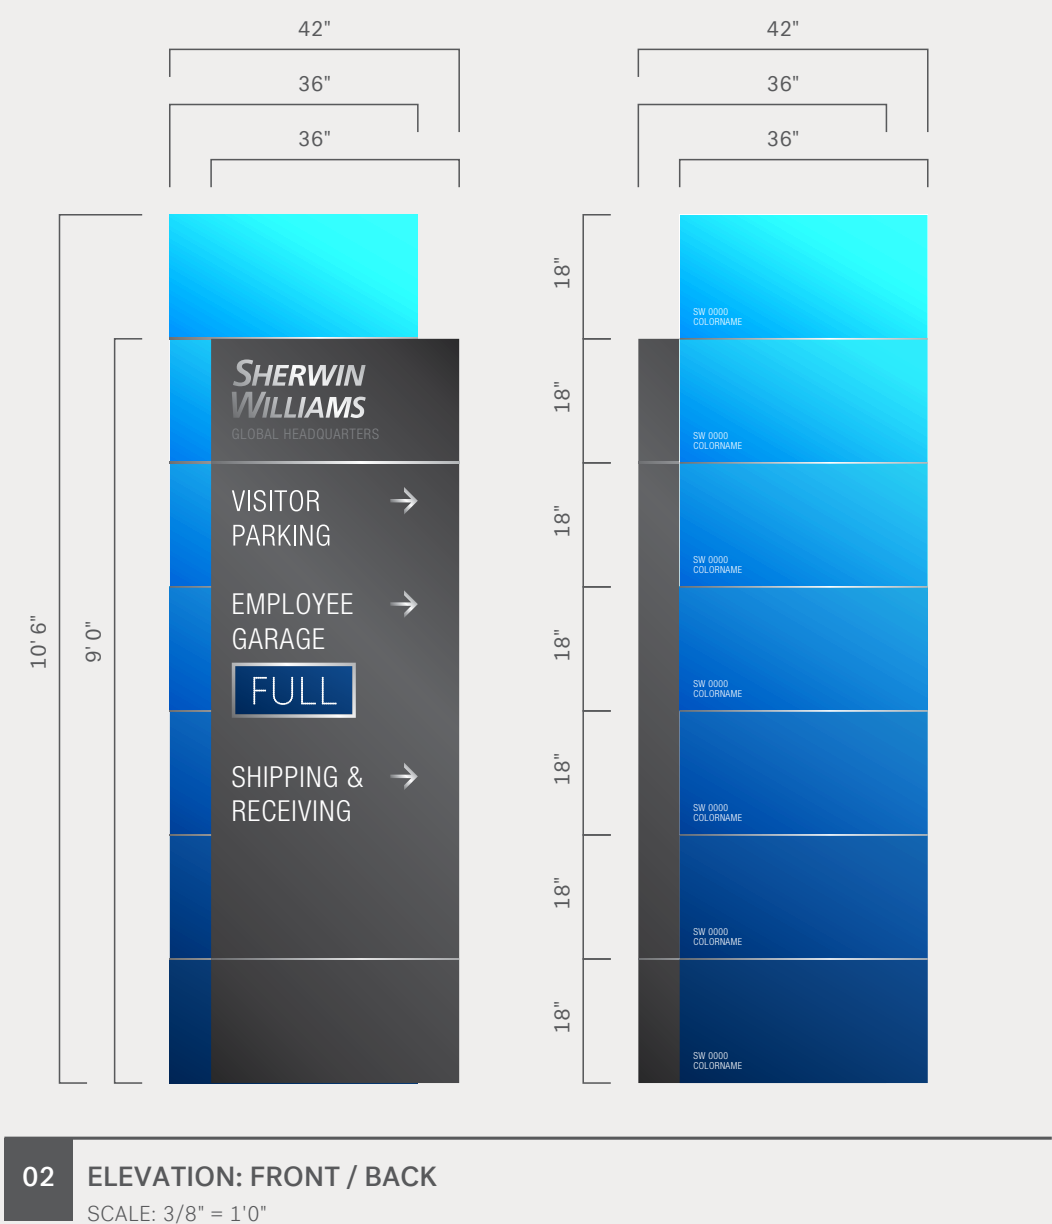 42"
36"
36"
42"
36"
36"
10' 6"
9' 0"
SHERWIN
WILLIAMS
GLOBAL HEADQUARTERS
VISITOR
PARKING
EMPLOYEE
GARAGE
FULL
SHIPPING &
RECEIVING
18"
18"
18"
18"
18"
18"
18"
SW 0000
COLORNAME
SW 0000
COLORNAME
SW 0000
COLORNAME
SW 0000
COLORNAME
SW 0000
COLORNAME
SW 0000
COLORNAME
SW 0000
COLORNAME
02
ELEVATION: FRONT / BACK
SCALE: 3/8" = 1'0"